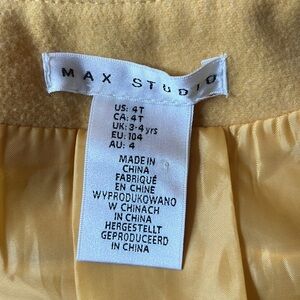 MAX STUDIO
US: 4T
CA: 4T
UK: 3-4 yrs
EU: 104
AU: 4
MADE IN
CHINA
FABRIQUÉ
EN CHINE
WYPRODUKOWANO
W CHINACH
IN CHINA
HERGESTELLT
GEPRODUCEERD
IN CHINA